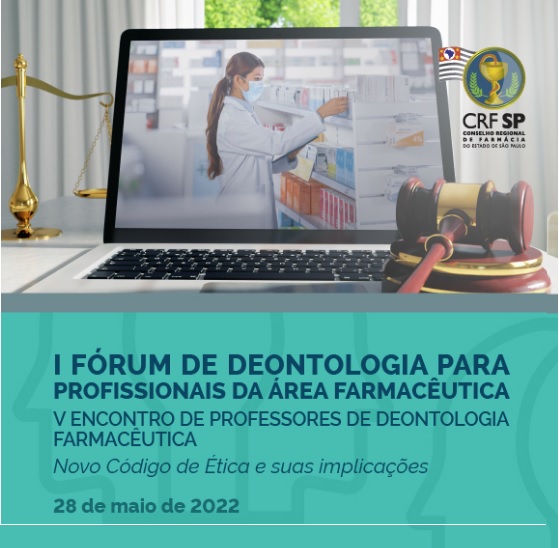 CRF SP
CONSELHO REGIONAL
DE FARMÁCIA
DO ESTADO DE SÃO PAULO
I FÓRUM DE DEONTOLOGIA PARA
PROFISSIONAIS DA ÁREA FARMACÊUTICA
V ENCONTRO DE PROFESSORES DE DEONTOLOGIA
FARMACÊUTICA
Novo Código de Ética e suas implicações
28 de maio de 2022